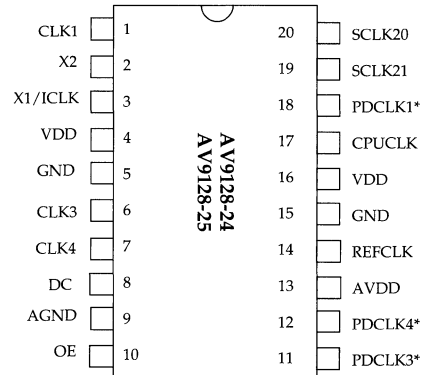 CLK1 1 20 SCLK20
X2 2 19 SCLK21
X1/ICLK 3 18 PDCLK1*
VDD 4 17 CPUCLK
GND 5 16 VDD
CLK3 6 15 GND
CLK4 7 14 REFCLK
DC 8 13 AVDD
AGND 9 12 PDCLK4*
OE 10 11 PDCLK3*
AV9128-24
AV9128-25